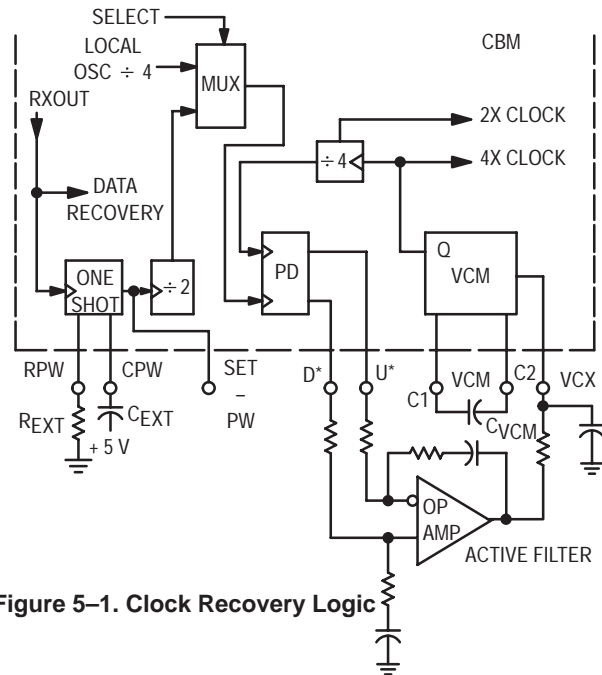 SELECT
CBM
LOCAL
OSC ÷ 4
MUX
RXOUT
2X CLOCK
÷ 4
4X CLOCK
DATA
RECOVERY
ONE
SHOT
÷ 2
PD
Q
VCM
RPW
CPW
SET
–
PW
D*
U*
C1
VCM
C2
VCX
REXT
CEXT
+ 5 V
CVCM
OP
AMP
ACTIVE FILTER
Figure 5–1. Clock Recovery Logic